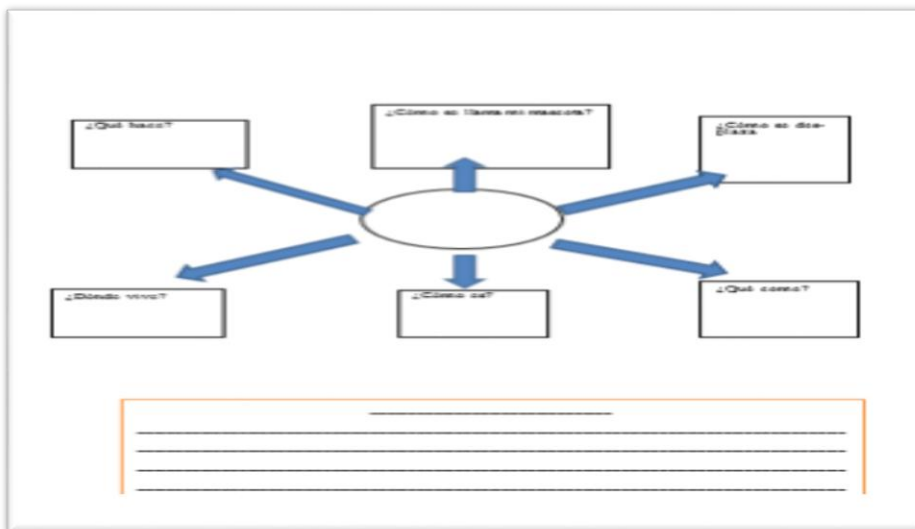 ¿Qué hace?
¿Cómo se llama mi mascota?
¿Cómo se des-
plaza
¿Dónde vive?
¿Cómo es?
¿Qué come?